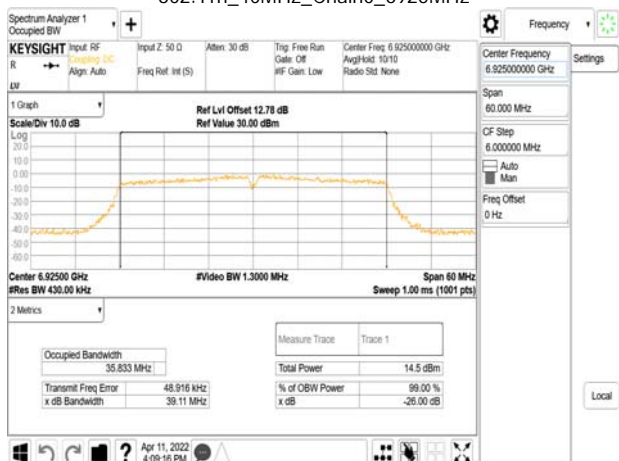 Spectrum Analyzer 1
Occupied BW
+
Frequency
KEYSIGHT
R
LXI
Input: RF
Coupling: DC
Align: Auto
Input Z: 50 Ω
Freq Ref: Int (S)
Atten: 30 dB
Trig: Free Run
Gate: Off
#IF Gain: Low
Center Freq: 6.925000000 GHz
Avg|Hold: 10/10
Radio Std: None
Center Frequency
6.925000000 GHz
Settings
Span
60.000 MHz
CF Step
6.000000 MHz
Auto
Man
Freq Offset
0 Hz
Local
1 Graph
Scale/Div 10.0 dB
Ref Lvl Offset 12.78 dB
Ref Value 30.00 dBm
Log
20.0
10.0
0.00
-10.0
-20.0
-30.0
-40.0
-50.0
-60.0
Center 6.92500 GHz
#Video BW 1.3000 MHz
Span 60 MHz
#Res BW 430.00 kHz
Sweep 1.00 ms (1001 pts)
2 Metrics
Measure Trace Trace 1
Occupied Bandwidth
35.833 MHz
Total Power 14.5 dBm
Transmit Freq Error 48.916 kHz
% of OBW Power 99.00 %
x dB Bandwidth 39.11 MHz
x dB -26.00 dB
?
Apr 11, 2022
4:09:16 PM